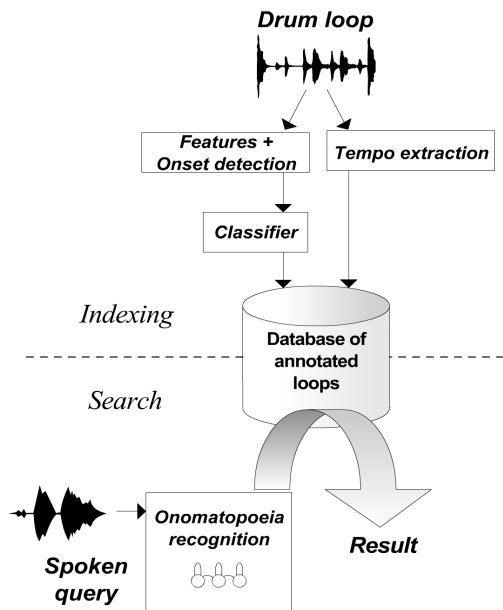 Drum loop
Features +
Onset detection
Tempo extraction
Classifier
Indexing
Database of
annotated
loops
Search
Onomatopoeia
recognition
Spoken
query
Result